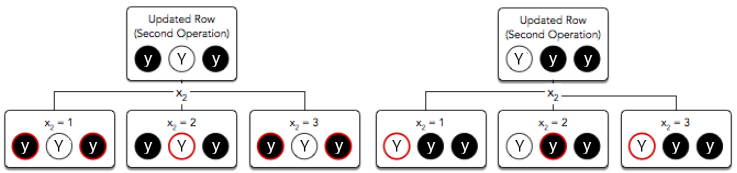 Updated Row
(Second Operation)
y Y y
x2
x2 = 1
y Y y
x2 = 2
y Y y
x2 = 3
y Y y
Updated Row
(Second Operation)
Y y y
x2
x2 = 1
Y y y
x2 = 2
Y y y
x2 = 3
Y y y